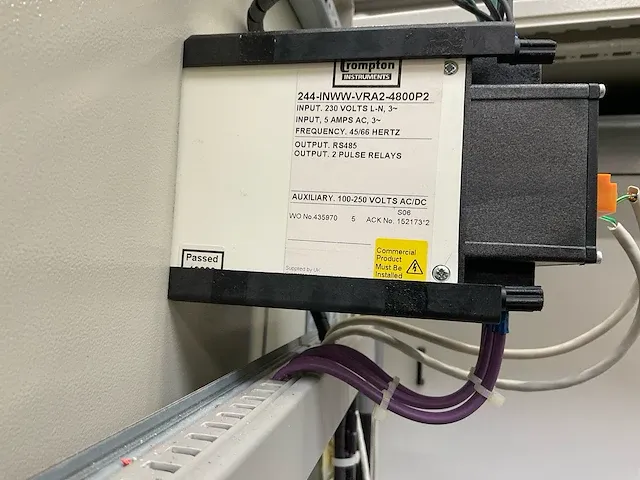 Crompton
INSTRUMENTS
244-INWW-VRA2-4800P2
INPUT. 230 VOLTS L-N, 3~
INPUT, 5 AMPS AC, 3~
FREQUENCY. 45/66 HERTZ
OUTPUT. RS485
OUTPUT. 2 PULSE RELAYS
AUXILIARY. 100-250 VOLTS AC/DC
S06
WO No.435970 5 ACK No. 152173*2
Commercial
Product
Must Be
Installed
Passed
Supplied by